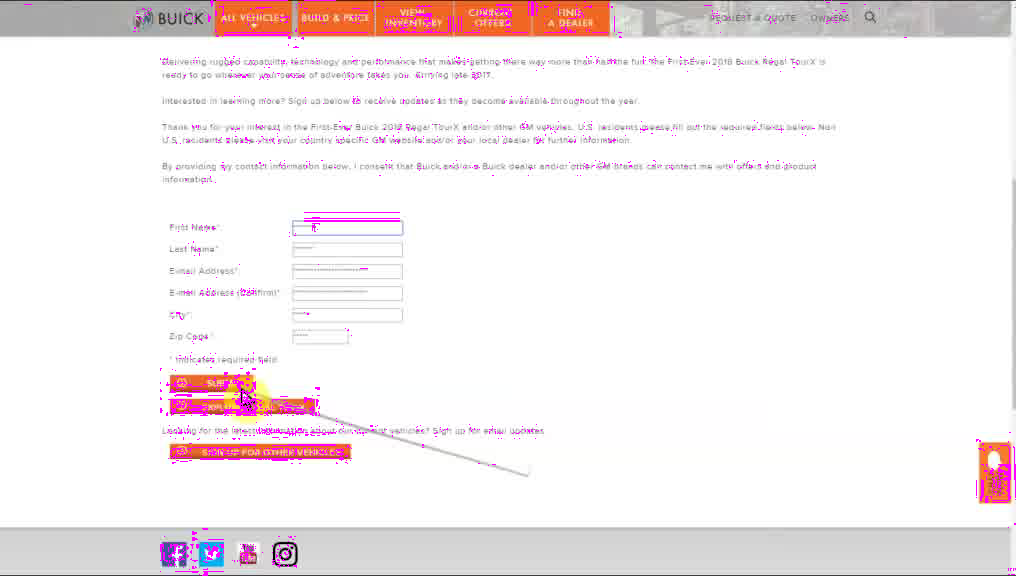 BUICK
ALL VEHICLES
BUILD & PRICE
VIEW INVENTORY
CURRENT OFFERS
FIND A DEALER
REQUEST A QUOTE
OWNERS
Delivering rugged capability, technology and performance that makes getting there way more than half the fun, the First-Ever 2018 Buick Regal TourX is
ready to go wherever your sense of adventure takes you. Arriving late 2017.
Interested in learning more? Sign up below to receive updates as they become available throughout the year.
Thank you for your interest in the First-Ever Buick 2018 Regal TourX and/or other GM vehicles. U.S. residents please fill out the required fields below. Non
U.S. residents please visit your country specific GM website and/or your local dealer for further information.
By providing my contact information below, I consent that Buick and/or a Buick dealer and/or other GM brands can contact me with offers and product
information.
First Name*
Last Name*
E-mail Address*
E-mail Address (Confirm)*
City*
Zip Code*
* Indicates required field
Looking for the latest information about current vehicles? Sign up for email updates
SIGN UP FOR OTHER VEHICLES